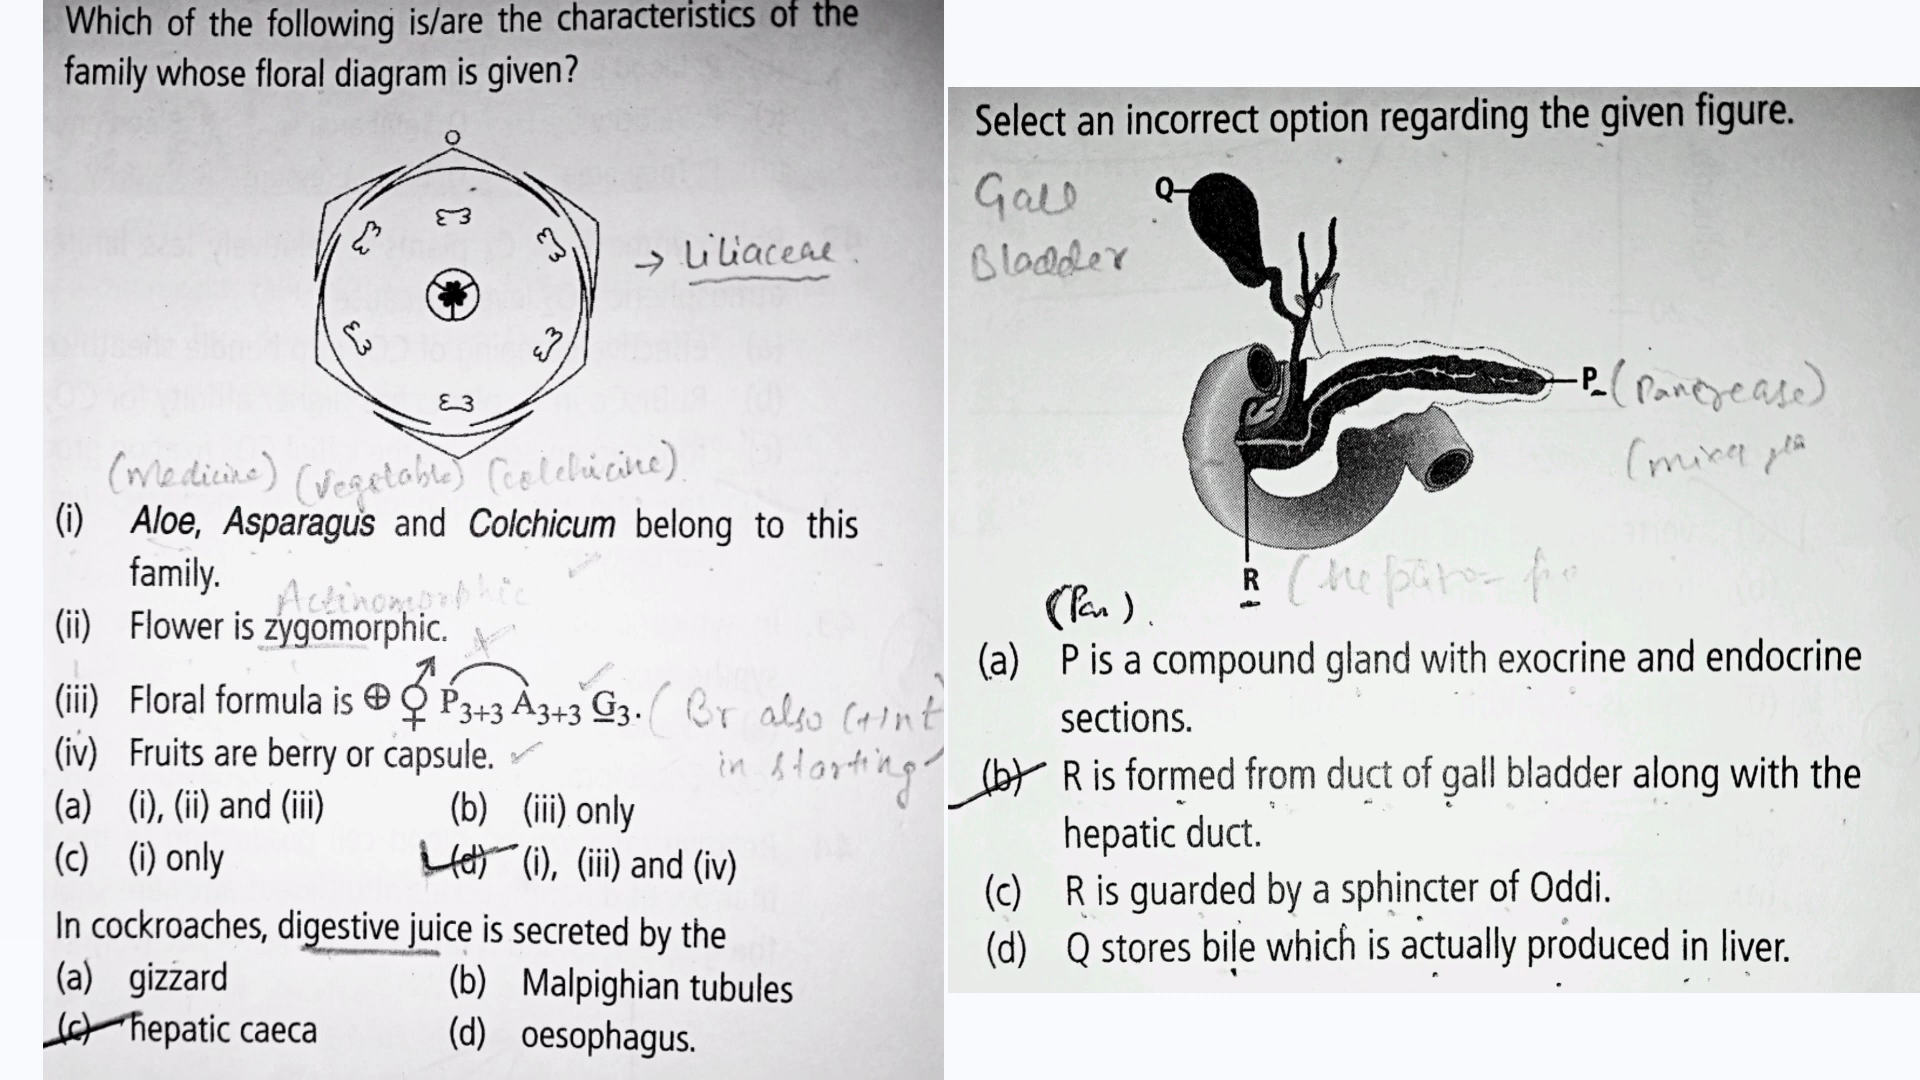 Which of the following is/are the characteristics of the
family whose floral diagram is given?
→ Liliaceae.
(Medicine) (vegetable) (colchicine)
(i) Aloe, Asparagus and Colchicum belong to this
family.
Actinomorphic
(ii) Flower is zygomorphic.
(iii) Floral formula is ⊕ ⚥ P3+3 A3+3 G3. (Br also
in starting
(iv) Fruits are berry or capsule.
(a) (i), (ii) and (iii) (b) (iii) only
(c) (i) only (d) (i), (iii) and (iv)
In cockroaches, digestive juice is secreted by the
(a) gizzard (b) Malpighian tubules
(c) hepatic caeca (d) oesophagus.
Select an incorrect option regarding the given figure.
Gall
Bladder
Q
P (Pancrease)
R
(Pan).
(a) P is a compound gland with exocrine and endocrine
sections.
(b) R is formed from duct of gall bladder along with the
hepatic duct.
(c) R is guarded by a sphincter of Oddi.
(d) Q stores bile which is actually produced in liver.